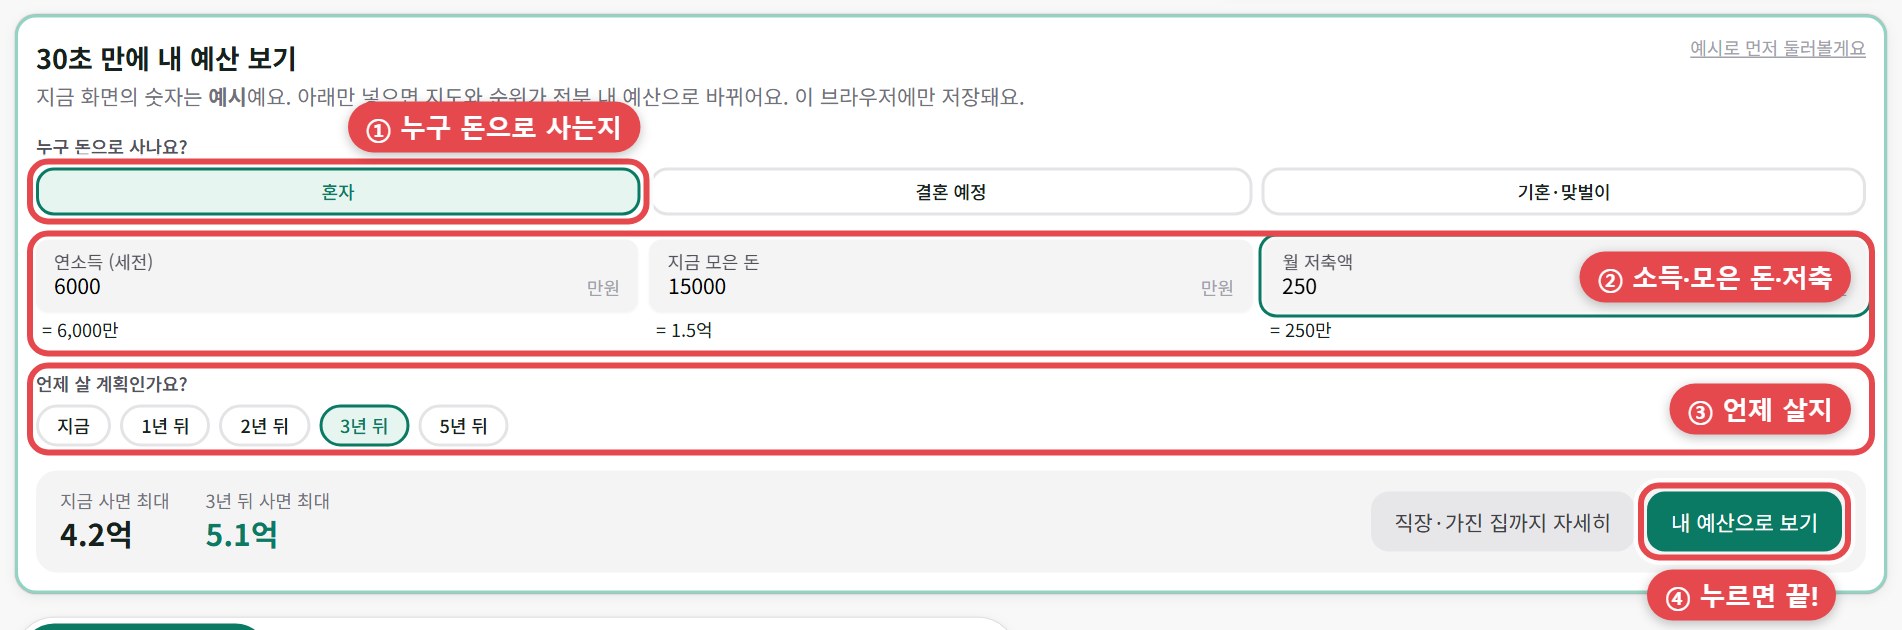 30초 만에 내 예산 보기
예시로 먼저 둘러볼게요
지금 화면의 숫자는 예시예요. 아래만 넣으면 지도와 순위가 전부 내 예산으로 바뀌어요. 이 브라우저에만 저장돼요.
① 누구 돈으로 사는지
누구 돈으로 사나요?
혼자
결혼 예정
기혼·맞벌이
연소득 (세전)
6000
만원
= 6,000만
지금 모은 돈
15000
만원
= 1.5억
월 저축액
250
② 소득·모은 돈·저축
= 250만
언제 살 계획인가요?
지금
1년 뒤
2년 뒤
3년 뒤
5년 뒤
③ 언제 살지
지금 사면 최대
4.2억
3년 뒤 사면 최대
5.1억
직장·가진 집까지 자세히
내 예산으로 보기
④ 누르면 끝!